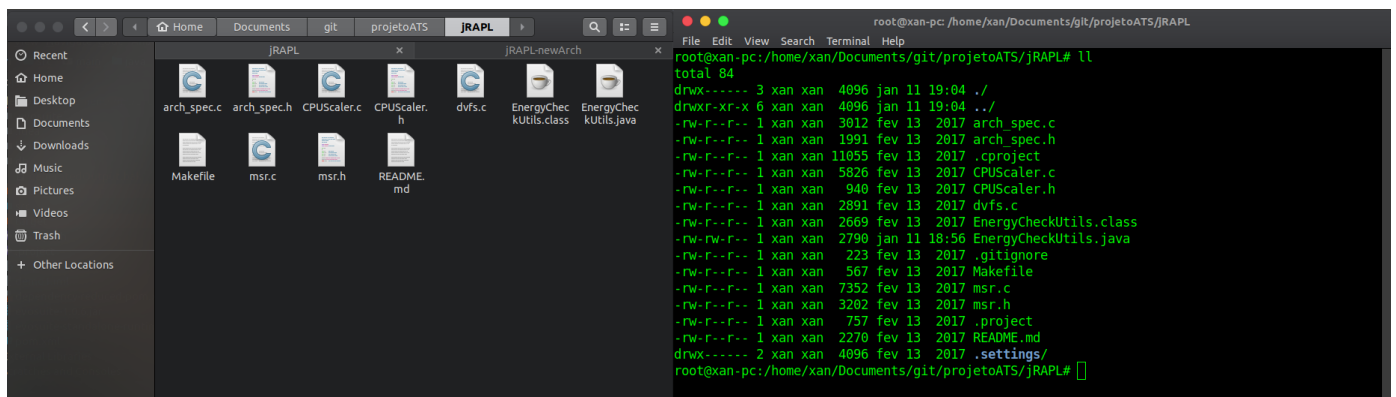 Home
Documents
git
projetoATS
jRAPL
Recent
Home
Desktop
Documents
Downloads
Music
Pictures
Videos
Trash
+ Other Locations
jRAPL ×
jRAPL-newArch ×
arch_spec.c
arch_spec.h
CPUScaler.c
CPUScaler.
h
dvfs.c
EnergyChec
kUtils.class
EnergyChec
kUtils.java
Makefile
msr.c
msr.h
README.
md
root@xan-pc: /home/xan/Documents/git/projetoATS/jRAPL
File Edit View Search Terminal Help
root@xan-pc:/home/xan/Documents/git/projetoATS/jRAPL# ll
total 84
drwx------ 3 xan xan  4096 jan 11 19:04 ./
drwxr-xr-x 6 xan xan  4096 jan 11 19:04 ../
-rw-r--r-- 1 xan xan  3012 fev 13  2017 arch_spec.c
-rw-r--r-- 1 xan xan  1991 fev 13  2017 arch_spec.h
-rw-r--r-- 1 xan xan 11055 fev 13  2017 .cproject
-rw-r--r-- 1 xan xan  5826 fev 13  2017 CPUScaler.c
-rw-r--r-- 1 xan xan   940 fev 13  2017 CPUScaler.h
-rw-r--r-- 1 xan xan  2891 fev 13  2017 dvfs.c
-rw-r--r-- 1 xan xan  2669 fev 13  2017 EnergyCheckUtils.class
-rw-rw-r-- 1 xan xan  2790 jan 11 18:56 EnergyCheckUtils.java
-rw-r--r-- 1 xan xan   223 fev 13  2017 .gitignore
-rw-r--r-- 1 xan xan   567 fev 13  2017 Makefile
-rw-r--r-- 1 xan xan  7352 fev 13  2017 msr.c
-rw-r--r-- 1 xan xan  3202 fev 13  2017 msr.h
-rw-r--r-- 1 xan xan   757 fev 13  2017 .project
-rw-r--r-- 1 xan xan  2270 fev 13  2017 README.md
drwx------ 2 xan xan  4096 fev 13  2017 .settings/
root@xan-pc:/home/xan/Documents/git/projetoATS/jRAPL#